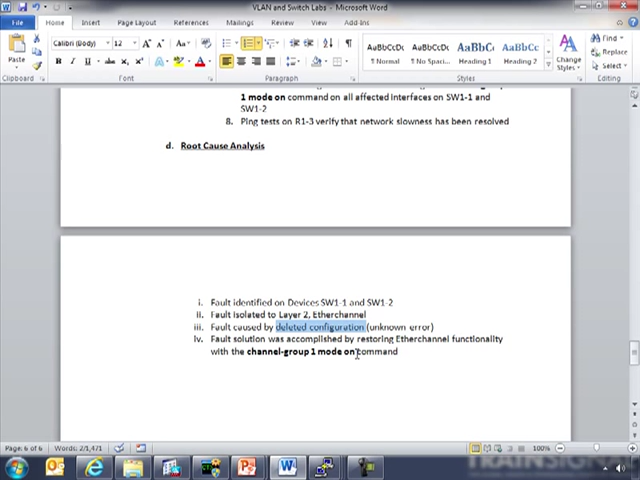 VLAN and Switch Labs - Microsoft Word
File Home Insert Page Layout References Mailings Review View Add-Ins
Calibri (Body) 12
Paste
B I U abc
AaBbCcDc AaBbCcDc AaBbCc AaBbCc
¶ Normal ¶ No Spaci... Heading 1 Heading 2
Change Styles
Find
Replace
Select
Clipboard Font Paragraph Styles Editing
1 mode on command on all affected interfaces on SW1-1 and
SW1-2
8. Ping tests on R1-3 verify that network slowness has been resolved
d. Root Cause Analysis
i. Fault identified on Devices SW1-1 and SW1-2
ii. Fault isolated to Layer 2, Etherchannel
iii. Fault caused by deleted configuration (unknown error)
iv. Fault solution was accomplished by restoring Etherchannel functionality
with the channel-group 1 mode on command
Page: 6 of 6 Words: 2/1,471 100%
TRAINSIGNAL